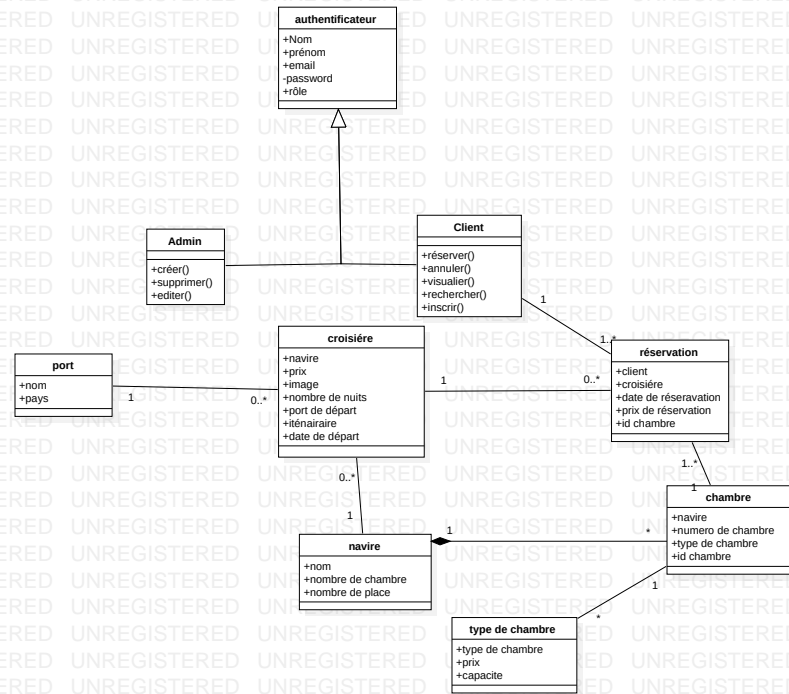 authentificateur
+Nom
+prénom
+email
-password
+rôle
Admin
+créer()
+supprimer()
+editer()
Client
+réserver()
+annuler()
+visualier()
+rechercher()
+inscrir()
1
1..*
croisiére
+navire
+prix
+image
+nombre de nuits
+port de départ
+iténairaire
+date de départ
port
+nom
+pays
1
0..*
1
0..*
réservation
+client
+croisiére
+date de réseravation
+prix de réservation
+id chambre
1..*
1
0..*
1
navire
+nom
+nombre de chambre
+nombre de place
1
*
chambre
+navire
+numero de chambre
+type de chambre
+id chambre
1
*
type de chambre
+type de chambre
+prix
+capacite
UNREGISTERED